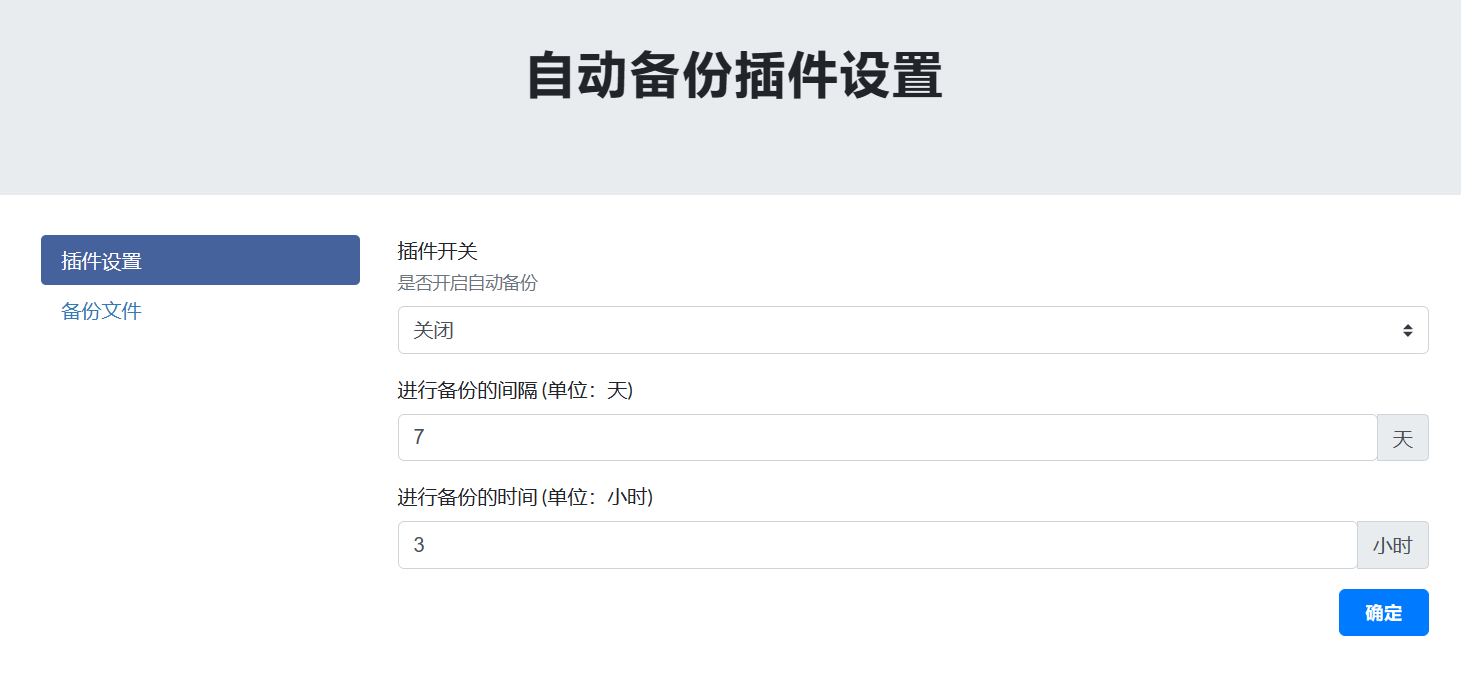 自动备份插件设置
插件设置
备份文件
插件开关
是否开启自动备份
关闭
进行备份的间隔 (单位：天)
7
天
进行备份的时间 (单位：小时)
3
小时
确定